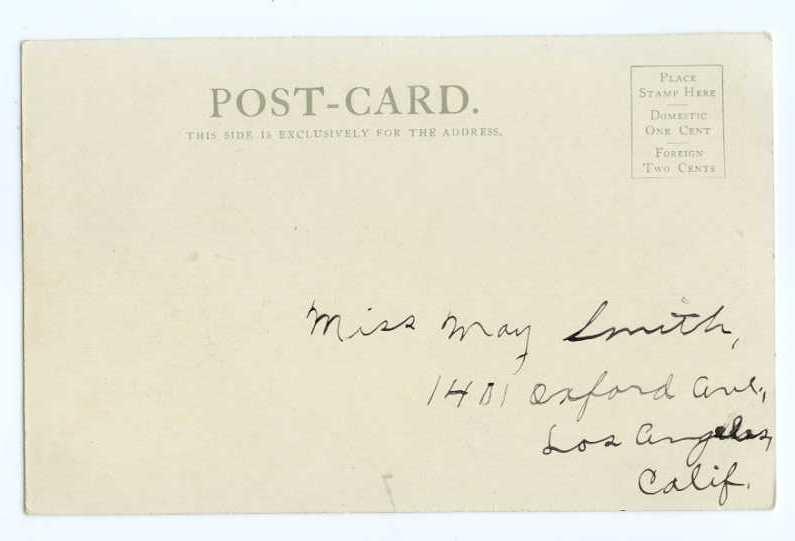 POST-CARD.
THIS SIDE IS EXCLUSIVELY FOR THE ADDRESS.
PLACE
STAMP HERE
DOMESTIC
ONE CENT
FOREIGN
TWO CENTS
Miss May Smith,
Oxford Ave.,
Los Angeles,
Calif.